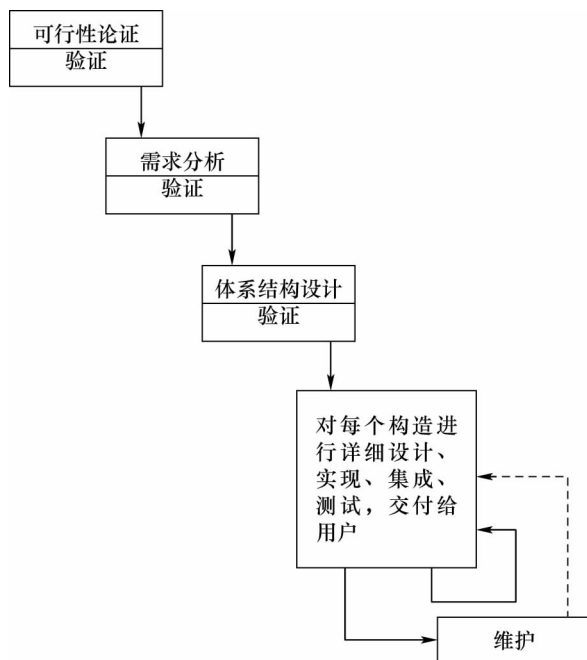 可行性论证
验证
需求分析
验证
体系结构设计
验证
对每个构造进
行详细设计、
实现、集成、
测试，交付给
用户
维护